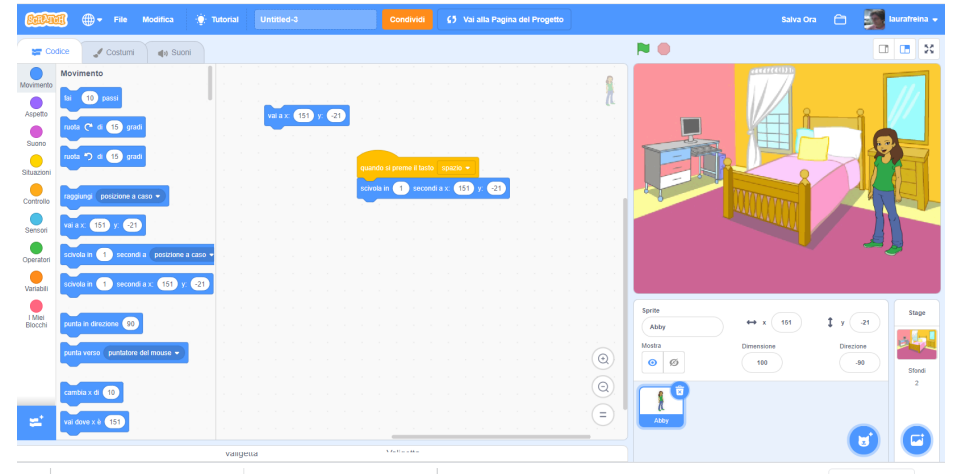 SCRATCH File Modifica Tutorial Untitled-3 Condividi Vai alla Pagina del Progetto Salva Ora laurafreina
Codice Costumi Suoni
Movimento
Aspetto
Suono
Situazioni
Controllo
Sensori
Operatori
Variabili
I Miei
Blocchi
Movimento
fai 10 passi
ruota di 15 gradi
ruota di 15 gradi
raggiungi posizione a caso
vai a x: 151 y: -21
scivola in 1 secondi a posizione a caso
scivola in 1 secondi a x: 151 y: -21
punta in direzione 90
punta verso puntatore del mouse
cambia x di 10
vai dove x è 151
vai a x: 151 y: -21
quando si preme il tasto spazio
scivola in 1 secondi a x: 151 y: -21
Sprite
Abby
x 151
y -21
Mostra
Dimensione
100
Direzione
-90
Abby
Stage
Sfondi
2